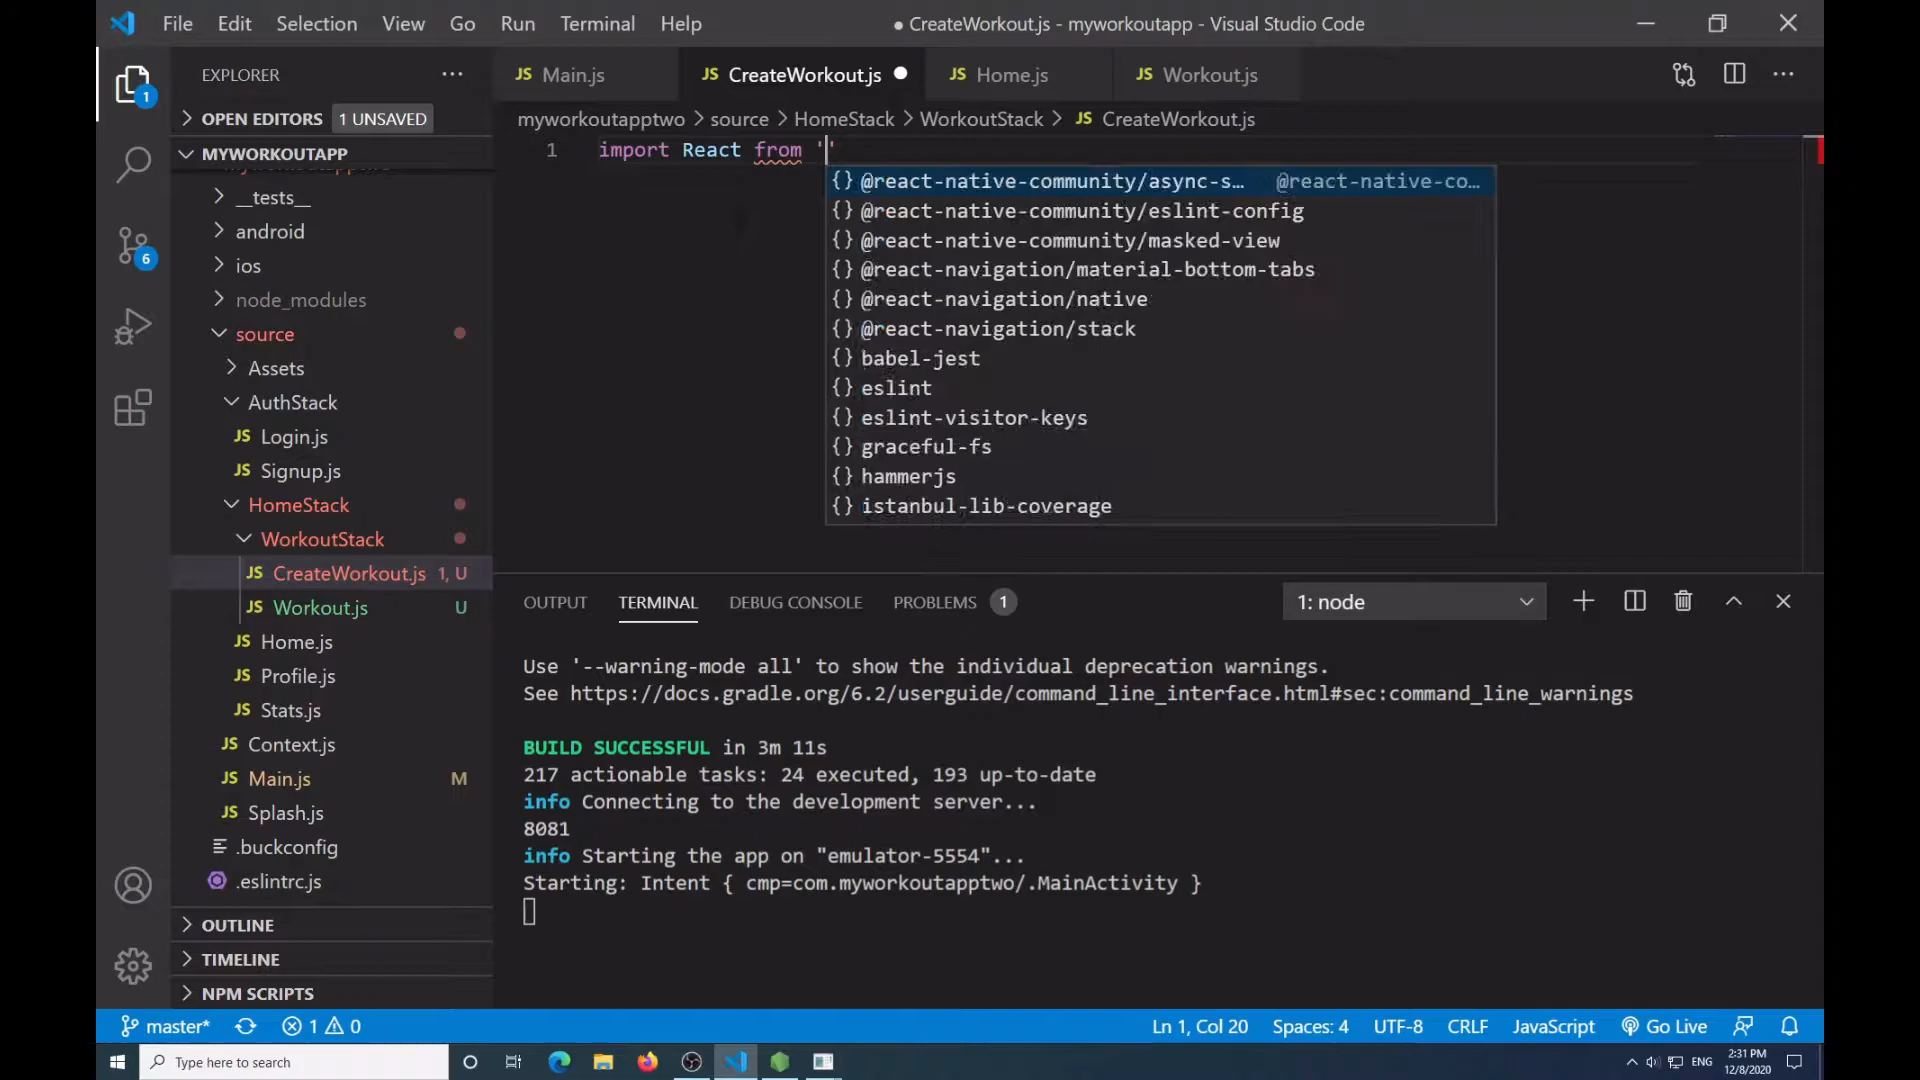 File Edit Selection View Go Run Terminal Help
● CreateWorkout.js - myworkoutapp - Visual Studio Code
EXPLORER
JS Main.js
JS CreateWorkout.js
JS Home.js
JS Workout.js
OPEN EDITORS 1 UNSAVED
myworkoutapptwo > source > HomeStack > WorkoutStack > JS CreateWorkout.js
MYWORKOUTAPP
__tests__
android
ios
node_modules
source
Assets
AuthStack
JS Login.js
JS Signup.js
HomeStack
WorkoutStack
JS CreateWorkout.js 1, U
JS Workout.js U
JS Home.js
JS Profile.js
JS Stats.js
JS Context.js
JS Main.js M
JS Splash.js
.buckconfig
.eslintrc.js
OUTLINE
TIMELINE
NPM SCRIPTS
1
6
1 import React from ''
{} @react-native-community/async-s… @react-native-co…
{} @react-native-community/eslint-config
{} @react-native-community/masked-view
{} @react-navigation/material-bottom-tabs
{} @react-navigation/native
{} @react-navigation/stack
{} babel-jest
{} eslint
{} eslint-visitor-keys
{} graceful-fs
{} hammerjs
{} istanbul-lib-coverage
OUTPUT TERMINAL DEBUG CONSOLE PROBLEMS 1
1: node
Use '--warning-mode all' to show the individual deprecation warnings.
See https://docs.gradle.org/6.2/userguide/command_line_interface.html#sec:command_line_warnings
BUILD SUCCESSFUL in 3m 11s
217 actionable tasks: 24 executed, 193 up-to-date
info Connecting to the development server...
8081
info Starting the app on "emulator-5554"...
Starting: Intent { cmp=com.myworkoutapptwo/.MainActivity }
master* 1 0
Ln 1, Col 20 Spaces: 4 UTF-8 CRLF JavaScript Go Live
Type here to search
ENG
2:31 PM
12/8/2020